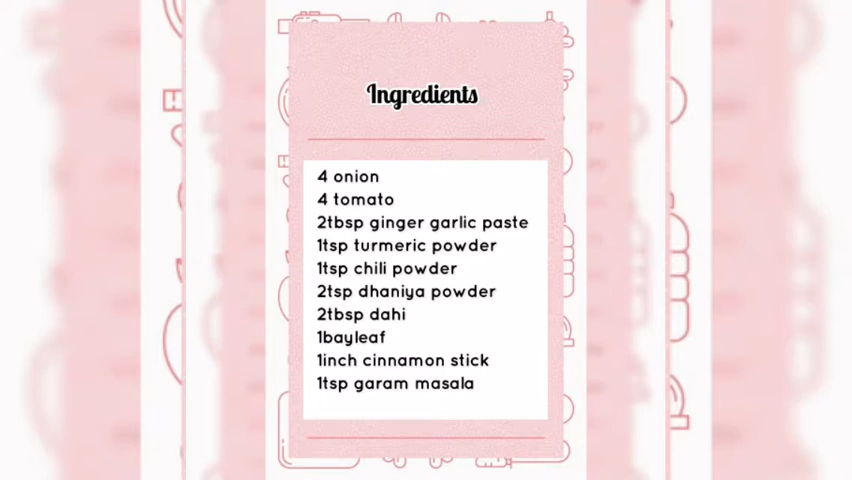 Ingredients
4 onion
4 tomato
2tbsp ginger garlic paste
1tsp turmeric powder
1tsp chili powder
2tsp dhaniya powder
2tbsp dahi
1bayleaf
1inch cinnamon stick
1tsp garam masala